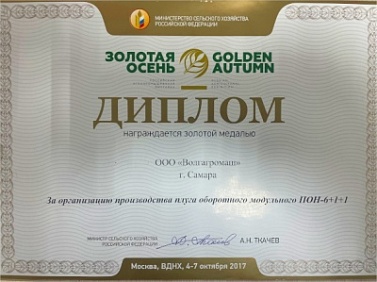 МИНИСТЕРСТВО СЕЛЬСКОГО ХОЗЯЙСТВА
РОССИЙСКОЙ ФЕДЕРАЦИИ
ЗОЛОТАЯ ОСЕНЬ
GOLDEN AUTUMN
ДИПЛОМ
награждается золотой медалью
ООО «Волгагромаш»
г. Самара
За организацию производства плуга оборотного модульного ПОН-6+1+1
МИНИСТР СЕЛЬСКОГО ХОЗЯЙСТВА
РОССИЙСКОЙ ФЕДЕРАЦИИ
А.Н. ТКАЧЕВ
Москва, ВДНХ, 4-7 октября 2017